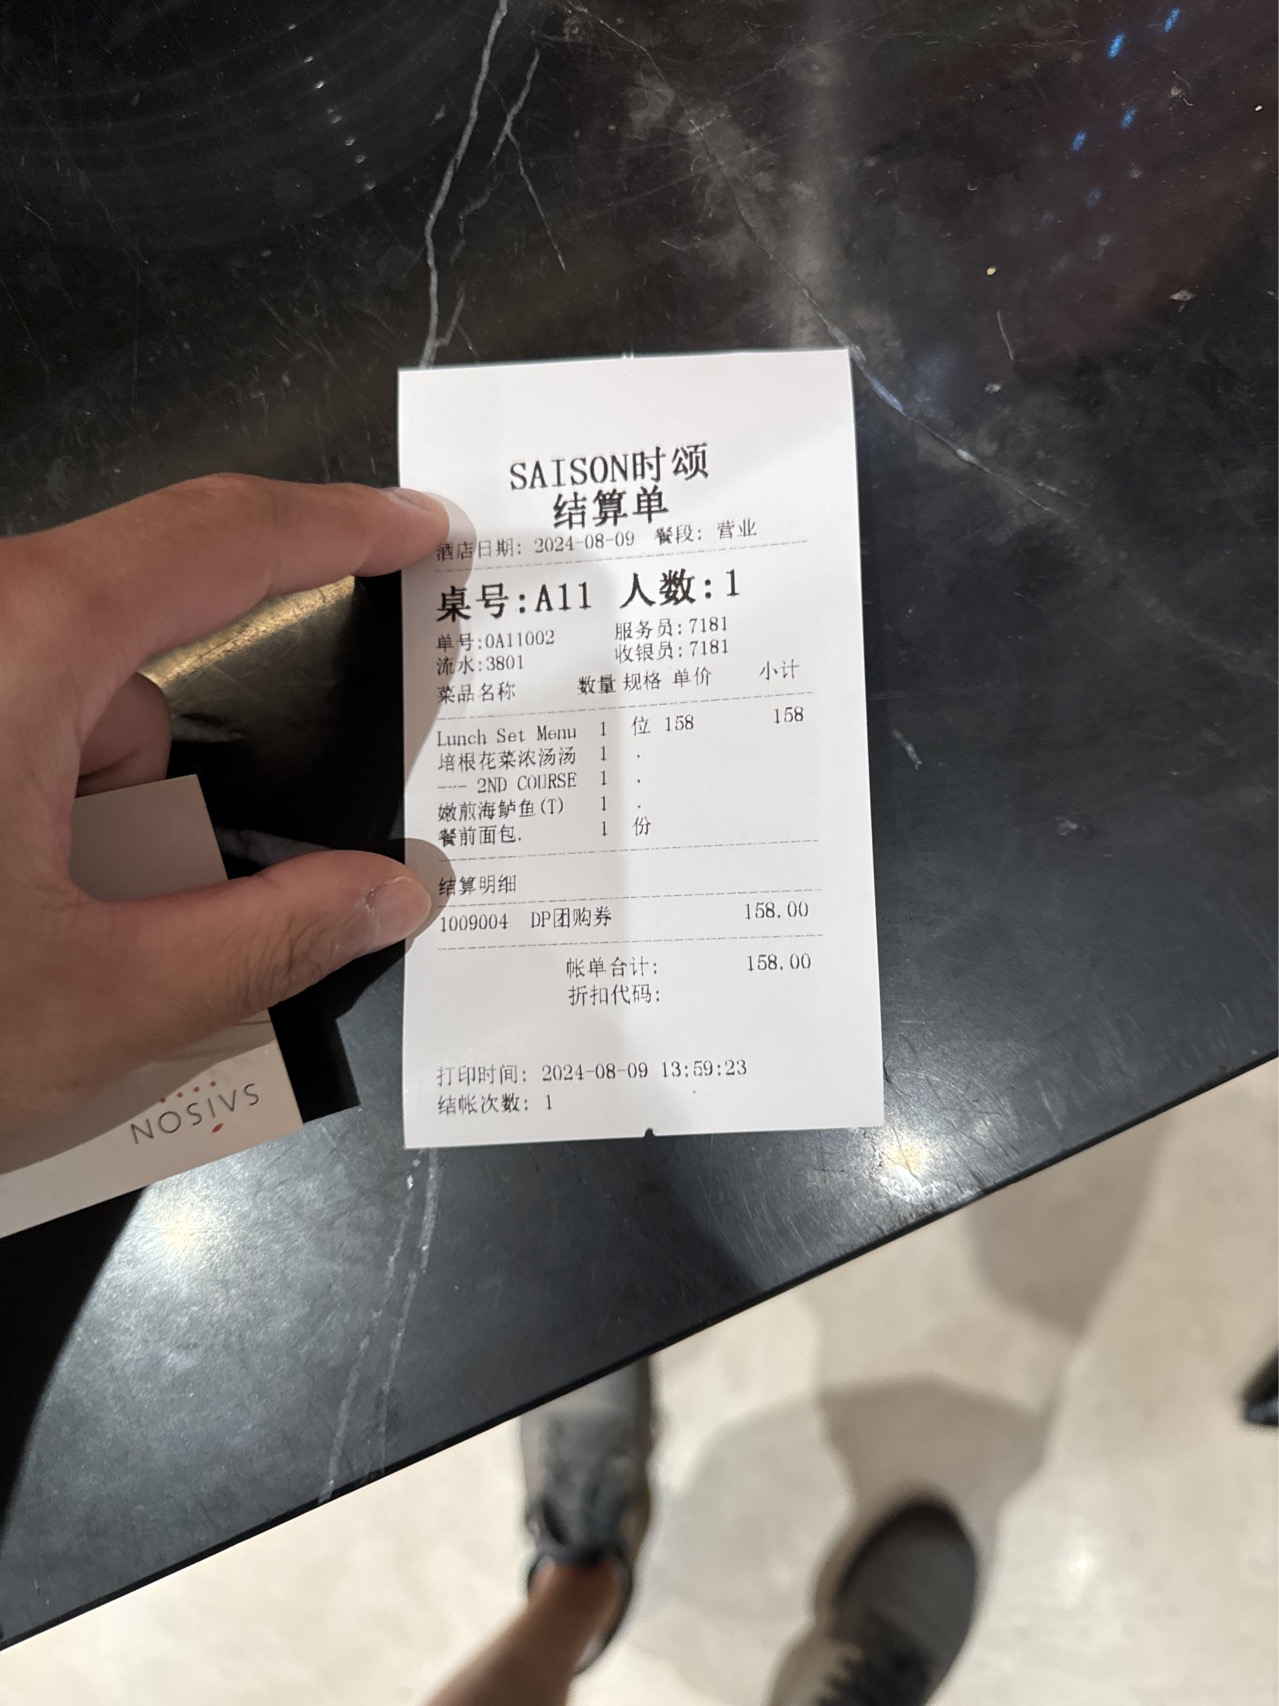 SAISON时颂
结算单
酒店日期: 2024-08-09 餐段: 营业
桌号:A11 人数:1
单号:0A11002 服务员:7181
流水:3801 收银员:7181
菜品名称 数量 规格 单价 小计
Lunch Set Menu 1 位 158 158
培根花菜浓汤汤 1 .
--- 2ND COURSE 1 .
嫩煎海鲈鱼(T) 1 .
餐前面包. 1 份
结算明细
1009004 DP团购券 158.00
帐单合计: 158.00
折扣代码:
打印时间: 2024-08-09 13:59:23
结帐次数: 1
SAISON